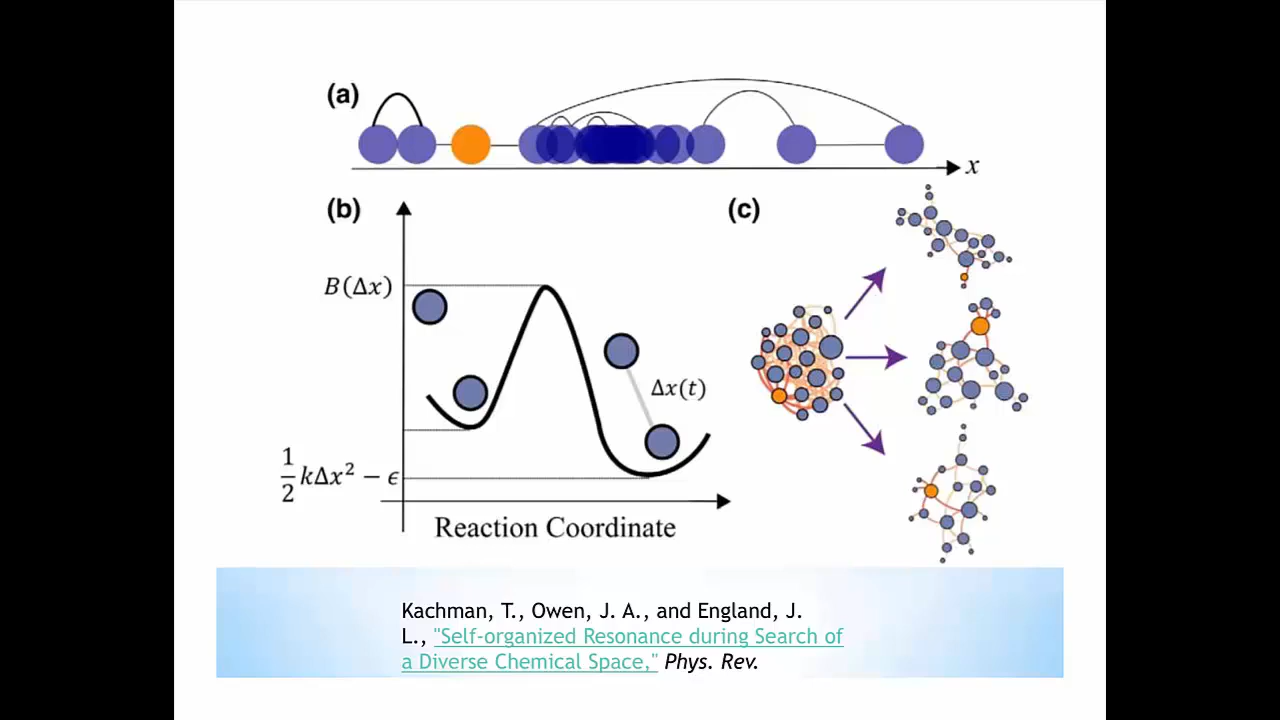 (a)
x
(b)
(c)
B(Δx)
Δx(t)
1/2 kΔx² − ϵ
Reaction Coordinate
Kachman, T., Owen, J. A., and England, J.
L., "Self-organized Resonance during Search of
a Diverse Chemical Space," Phys. Rev.